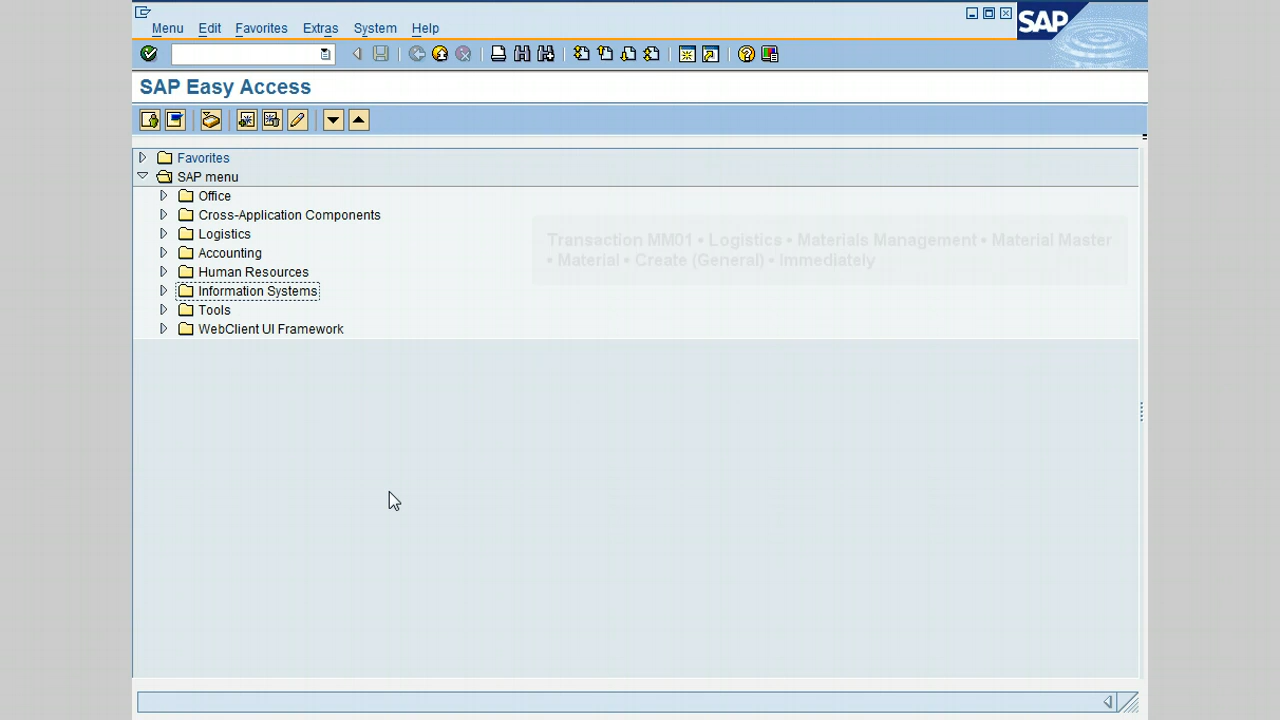 Menu Edit Favorites Extras System Help
SAP
SAP Easy Access
Favorites
SAP menu
Office
Cross-Application Components
Logistics
Accounting
Human Resources
Information Systems
Tools
WebClient UI Framework
Transaction MM01 • Logistics • Materials Management • Material Master
• Material • Create (General) • Immediately